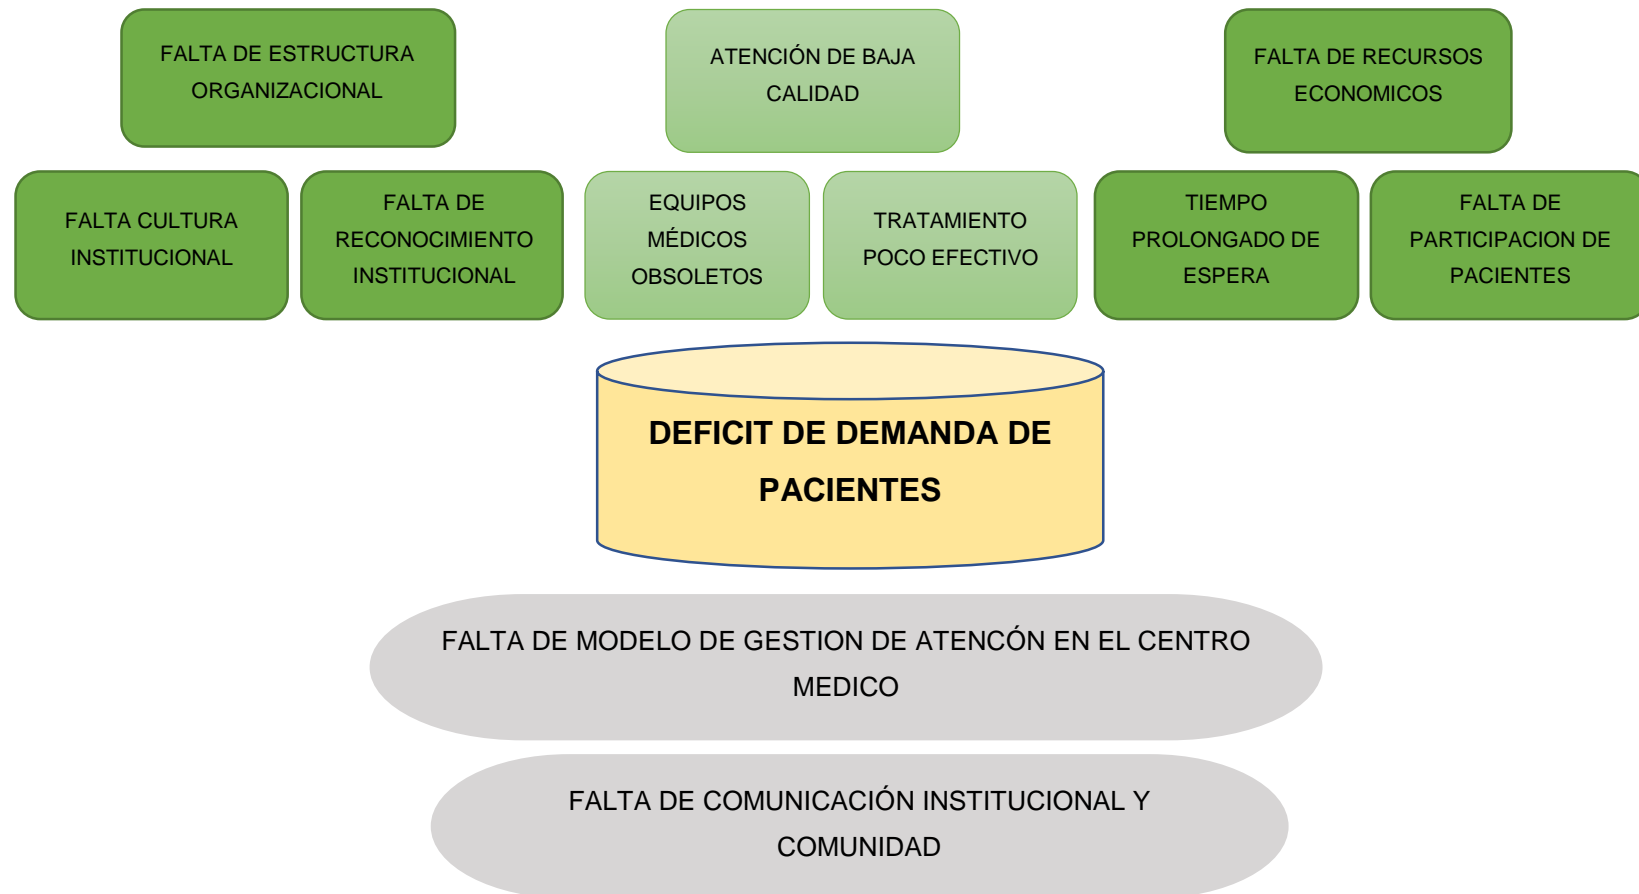 FALTA DE ESTRUCTURA
ORGANIZACIONAL
ATENCIÓN DE BAJA
CALIDAD
FALTA DE RECURSOS
ECONOMICOS
FALTA CULTURA
INSTITUCIONAL
FALTA DE
RECONOCIMIENTO
INSTITUCIONAL
EQUIPOS
MÉDICOS
OBSOLETOS
TRATAMIENTO
POCO EFECTIVO
TIEMPO
PROLONGADO DE
ESPERA
FALTA DE
PARTICIPACION DE
PACIENTES
DEFICIT DE DEMANDA DE
PACIENTES
FALTA DE MODELO DE GESTION DE ATENCÓN EN EL CENTRO
MEDICO
FALTA DE COMUNICACIÓN INSTITUCIONAL Y
COMUNIDAD